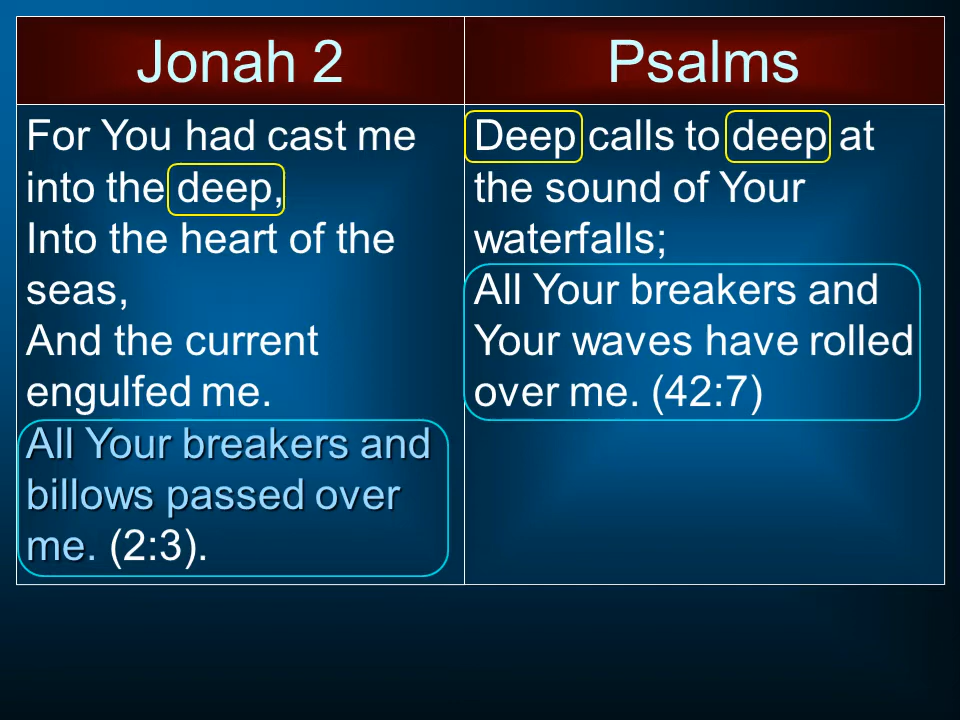 Jonah 2
Psalms
For You had cast me
into the deep,
Into the heart of the
seas,
And the current
engulfed me.
All Your breakers and
billows passed over
me. (2:3).
Deep calls to deep at
the sound of Your
waterfalls;
All Your breakers and
Your waves have rolled
over me. (42:7)